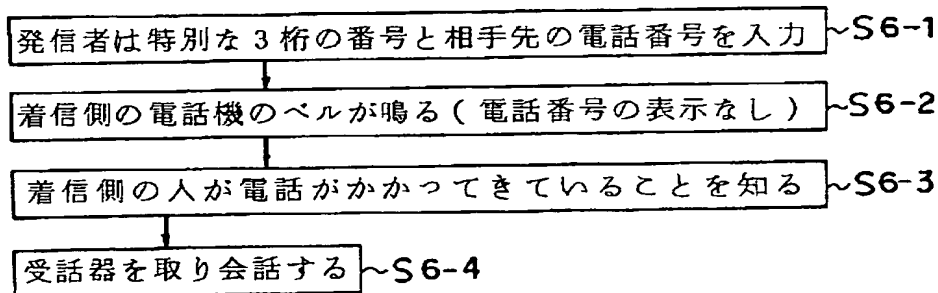 発信者は特別な3桁の番号と相手先の電話番号を入力 ~S6-1
着信側の電話機のベルが鳴る(電話番号の表示なし) ~S6-2
着信側の人が電話がかかってきていることを知る ~S6-3
受話器を取り会話する ~S6-4